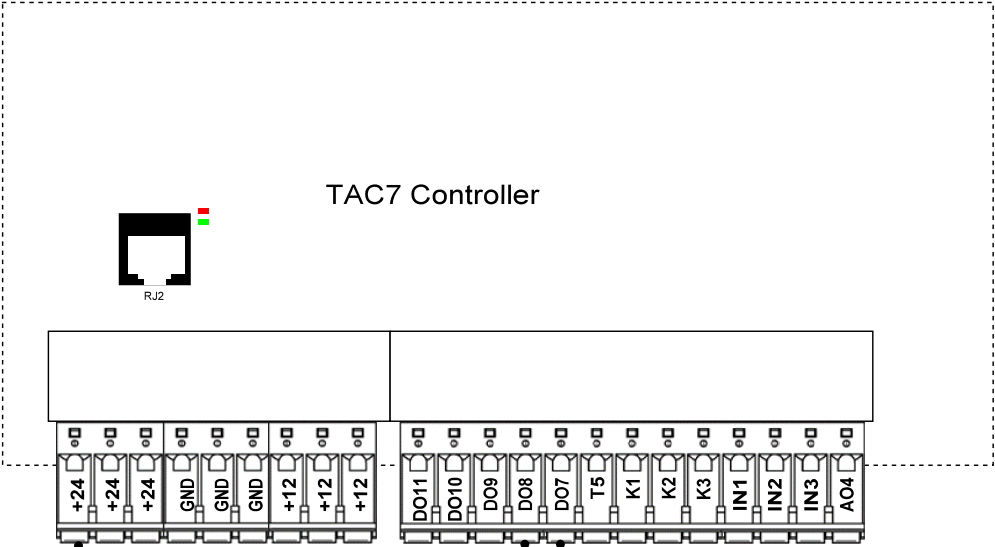 TAC7 Controller
RJ2
+24 +24 +24 GND GND GND +12 +12 +12 DO11 DO10 DO9 DO8 DO7 T5 K1 K2 K3 IN1 IN2 IN3 AO4